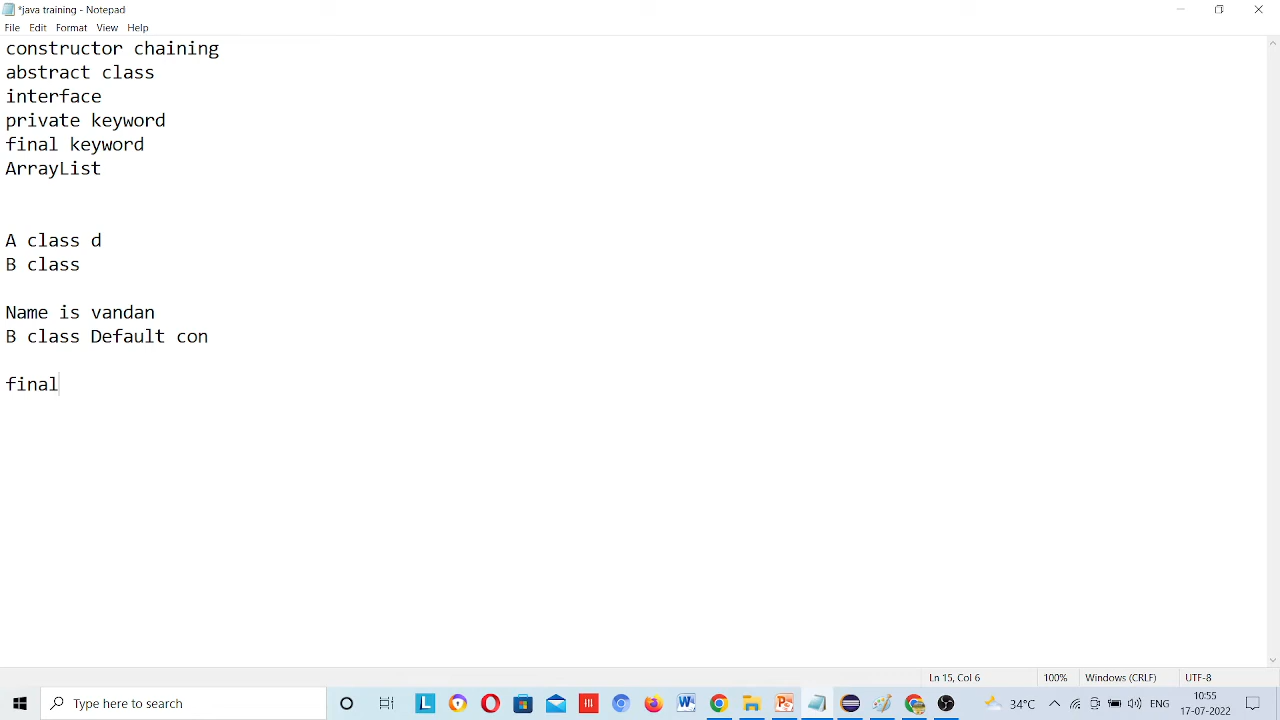 *java training - Notepad
File Edit Format View Help
constructor chaining
abstract class
interface
private keyword
final keyword
ArrayList
A class d
B class
Name is vandan
B class Default con
final
Ln 15, Col 6 100% Windows (CRLF) UTF-8
Type here to search
34°C ENG 10:55
17-07-2022